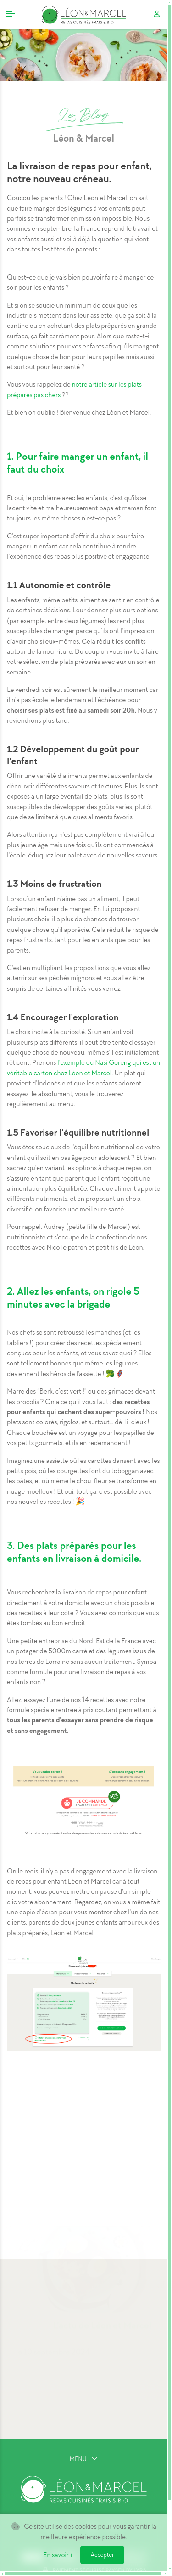 LÉON&MARCEL
REPAS CUISINÉS FRAIS & BIO
Le Blog
Léon & Marcel
La livraison de repas pour enfant,
notre nouveau créneau.
Coucou les parents ! Chez Leon et Marcel, on sait
que faire manger des légumes à vos enfants peut
parfois se transformer en mission impossible. Nous
sommes en septembre, la France reprend le travail et
vos enfants aussi et voilà déjà la question qui vient
dans toutes les têtes de parents :
Qu'est-ce que je vais bien pouvoir faire à manger ce
soir pour les enfants ?
Et si on se soucie un minimum de ceux que les
industriels mettent dans leur assiette, que ça soit à la
cantine ou en achetant des plats préparés en grande
surface, ça fait carrément peur. Alors que reste-t-il
comme solutions pour vos enfants afin qu'ils mangent
quelque chose de bon pour leurs papilles mais aussi
et surtout pour leur santé ?
Vous vous rappelez de notre article sur les plats
préparés pas chers ??
Et bien on oublie ! Bienvenue chez Léon et Marcel.
1. Pour faire manger un enfant, il
faut du choix
Et oui, le problème avec les enfants, c'est qu'ils se
lacent vite et malheureusement papa et maman font
toujours les même choses n'est-ce pas ?
C'est super important d'offrir du choix pour faire
manger un enfant car cela contribue à rendre
l'expérience des repas plus positive et engageante.
1.1 Autonomie et contrôle
Les enfants, même petits, aiment se sentir en contrôle
de certaines décisions. Leur offrir plusieurs options
(par exemple, entre deux légumes) les rend plus
susceptibles de manger parce qu'ils ont l'impression
d'avoir choisi eux-mêmes. Cela réduit les conflits
autour de la nourriture. Du coup on vous invite à faire
votre sélection de plats préparés avec un soir en
semaine.
Le vendredi soir est sûrement le meilleur moment car
il n'a pas école le lendemain et l'échéance pour
choisir ses plats est fixé au samedi soir 20h. Nous y
reviendrons plus tard.
1.2 Développement du goût pour
l'enfant
Offrir une variété d'aliments permet aux enfants de
découvrir différentes saveurs et textures. Plus ils sont
exposés à un large éventail de plats, plus ils sont
susceptibles de développer des goûts variés, plutôt
que de se limiter à quelques aliments favoris.
Alors attention ça n'est pas complètement vrai à leur
plus jeune âge mais une fois qu'ils ont commencés à
l'école, éduquez leur palet avec de nouvelles saveurs.
1.3 Moins de frustration
Lorsqu'un enfant n'aime pas un aliment, il peut
facilement refuser de manger. En lui proposant
plusieurs choix, il a plus de chances de trouver
quelque chose qu'il apprécie. Cela réduit le risque de
frustration, tant pour les enfants que pour les
parents.
C'est en multipliant les propositions que vous allez
arriver à lui faire manger des repas plus sains même
surgira de certaines affinités vous verrez.
1.4 Encourager l'exploration
Le choix incite à la curiosité. Si un enfant voit
plusieurs plats différents, il peut être tenté d'essayer
quelque chose de nouveau, surtout s'il se sent en
sécurité et non forcé de manger quelque chose de
précis. Prenons l'exemple du Nasi Goreng qui est un
véritable carton chez Léon et Marcel. Un plat qui
provient d'Indonésie et que les enfants ont
essayez-le absolument, vous le trouverez
régulièrement au menu.
1.5 Favoriser l'équilibre nutritionnel
Vous êtes soucieux de l'équilibre nutritionnel de notre
être qu'il soit en bas âge pour adolescent ? Et bien
sachez qu'en variant les options à chaque repas, on
s'assure en tant que parent que l'enfant reçoit une
alimentation plus équilibrée. Chaque aliment apporte
différents nutriments, et en proposant un choix
diversifié, on favorise une meilleure santé.
Pour rappel, Audrey (petite fille de Marcel) est
nutritionniste et s'occupe de la confection de nos
recettes avec Nico le parrain et petit fils de Léon.
2. Allez les enfants, on rigole 5
minutes avec la brigade
Nos chefs se sont retroussé les manches (et les
tabliers !) pour créer des recettes spécialement
conçues pour les enfants, et vous savez quoi ? Elles
sont tellement bonnes que même les légumes
deviennent les héros de l'assiette ! 🥦🍆
Marre des "Berk, c'est vert !" ou des grimaces devant
les brocolis ? On a ce qu'il vous faut : des recettes
pour enfants qui cachent des super-pouvoirs ! Nos
plats sont colorés, rigolos, et surtout… dé-li-cieux !
Chaque bouchée est un voyage pour les papilles de
vos petits gourmets, et ils en redemanderont !
Imaginez une assiette où les carottes dansent avec les
petits pois, où les courgettes font du toboggan avec
les pâtes, et où même le chou-fleur se met en mode
nuage moelleux ! Et tout ça, c'est possible avec
nos nouvelles recettes ! 🎉
3. Des plats préparés pour les
enfants en livraison à domicile.
Vous recherchez la livraison de repas pour enfant
directement à votre domicile avec un choix possible
des recettes à leur côté ? Vous avez compris que vous
êtes tombés au bon endroit.
Une petite entreprise du Nord-Est de la France avec
un potager de 5000m carré et des légumes issus de
nos terres de Lorraine sans aucun traitement. Sympa
comme formule pour une livraison de repas à vos
enfants non ?
Allez, essayez l'une de nos 14 recettes avec notre
formule spéciale rentrée à prix coutant permettant à
tous les parents d'essayer sans prendre de risque
et sans engagement.
JE COMMANDE
On le redis, il n'y a pas d'engagement avec la livraison
de repas pour enfant Léon et Marcel car à tout
moment, vous pouvez mettre en pause d'un simple
clic votre abonnement. Regardez, on vous a même fait
une copie d'écran pour vous montrer l'un de nos chers
clients, parents de deux jeunes enfants amoureux des
plats préparés, Léon et Marcel.
MENU
LÉON&MARCEL
REPAS CUISINÉS FRAIS & BIO
Ce site utilise des cookies pour vous garantir la
meilleure expérience possible.
En savoir +
Accepter